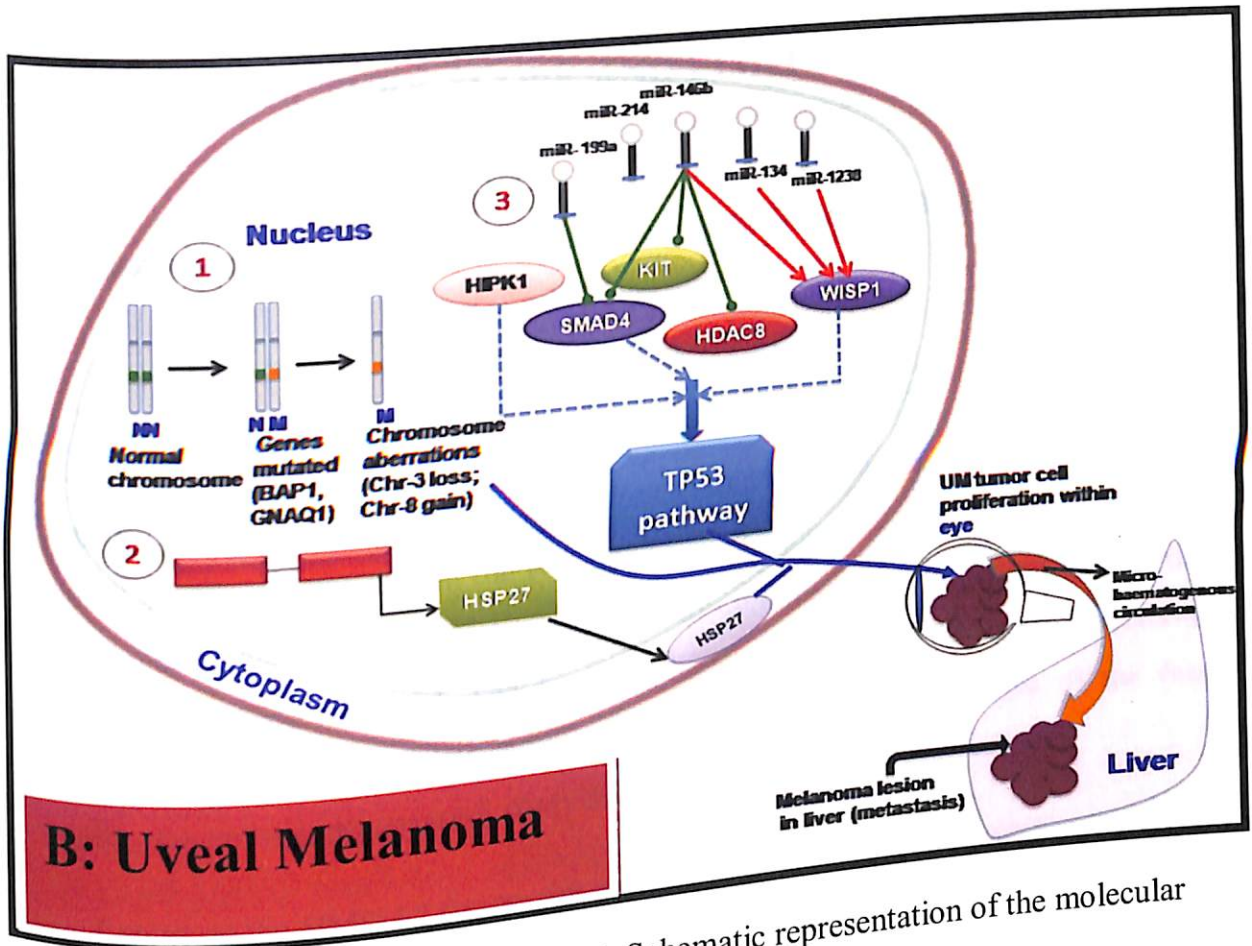 miR-146b
miR-214
miR-199a
miR-134
miR-1238
3
Nucleus
1
HIPK1
KIT
WISP1
SMAD4
HDAC8
NN
Normal
chromosome
N M
Genes
mutated
(BAP1,
GNAQ1)
M
Chromosome
aberrations
(Chr-3 loss;
Chr-8 gain)
TP53
pathway
2
HSP27
HSP27
Cytoplasm
UM tumor cell
proliferation within
eye
Micro-
haematogenous
circulation
Liver
Melanoma lesion
in liver (metastasis)
B: Uveal Melanoma
Schematic representation of the molecular